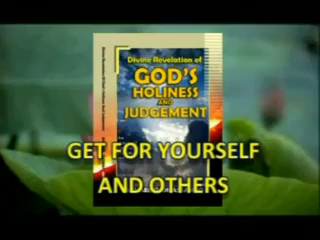 Divine Revelation of
GOD'S
HOLINESS
AND
JUDGEMENT
GET FOR YOURSELF
AND OTHERS